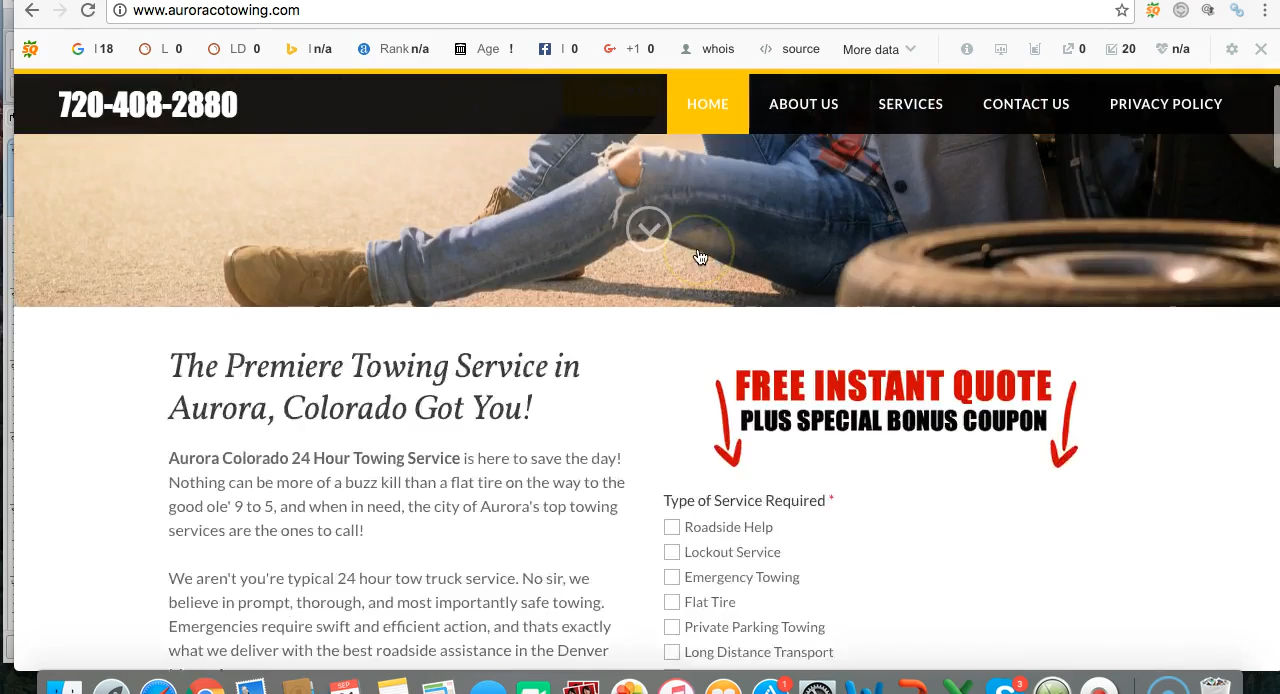 www.auroracotowing.com
SQ
SQ I 18 L 0 LD 0 I n/a Rank n/a Age ! I 0 +1 0 whois source More data 0 20 n/a
720-408-2880 HOME ABOUT US SERVICES CONTACT US PRIVACY POLICY
The Premiere Towing Service in
Aurora, Colorado Got You!
Aurora Colorado 24 Hour Towing Service is here to save the day!
Nothing can be more of a buzz kill than a flat tire on the way to the
good ole' 9 to 5, and when in need, the city of Aurora's top towing
services are the ones to call!
We aren't you're typical 24 hour tow truck service. No sir, we
believe in prompt, thorough, and most importantly safe towing.
Emergencies require swift and efficient action, and thats exactly
what we deliver with the best roadside assistance in the Denver
FREE INSTANT QUOTE
PLUS SPECIAL BONUS COUPON
Type of Service Required *
Roadside Help
Lockout Service
Emergency Towing
Flat Tire
Private Parking Towing
Long Distance Transport
SEP
1
3